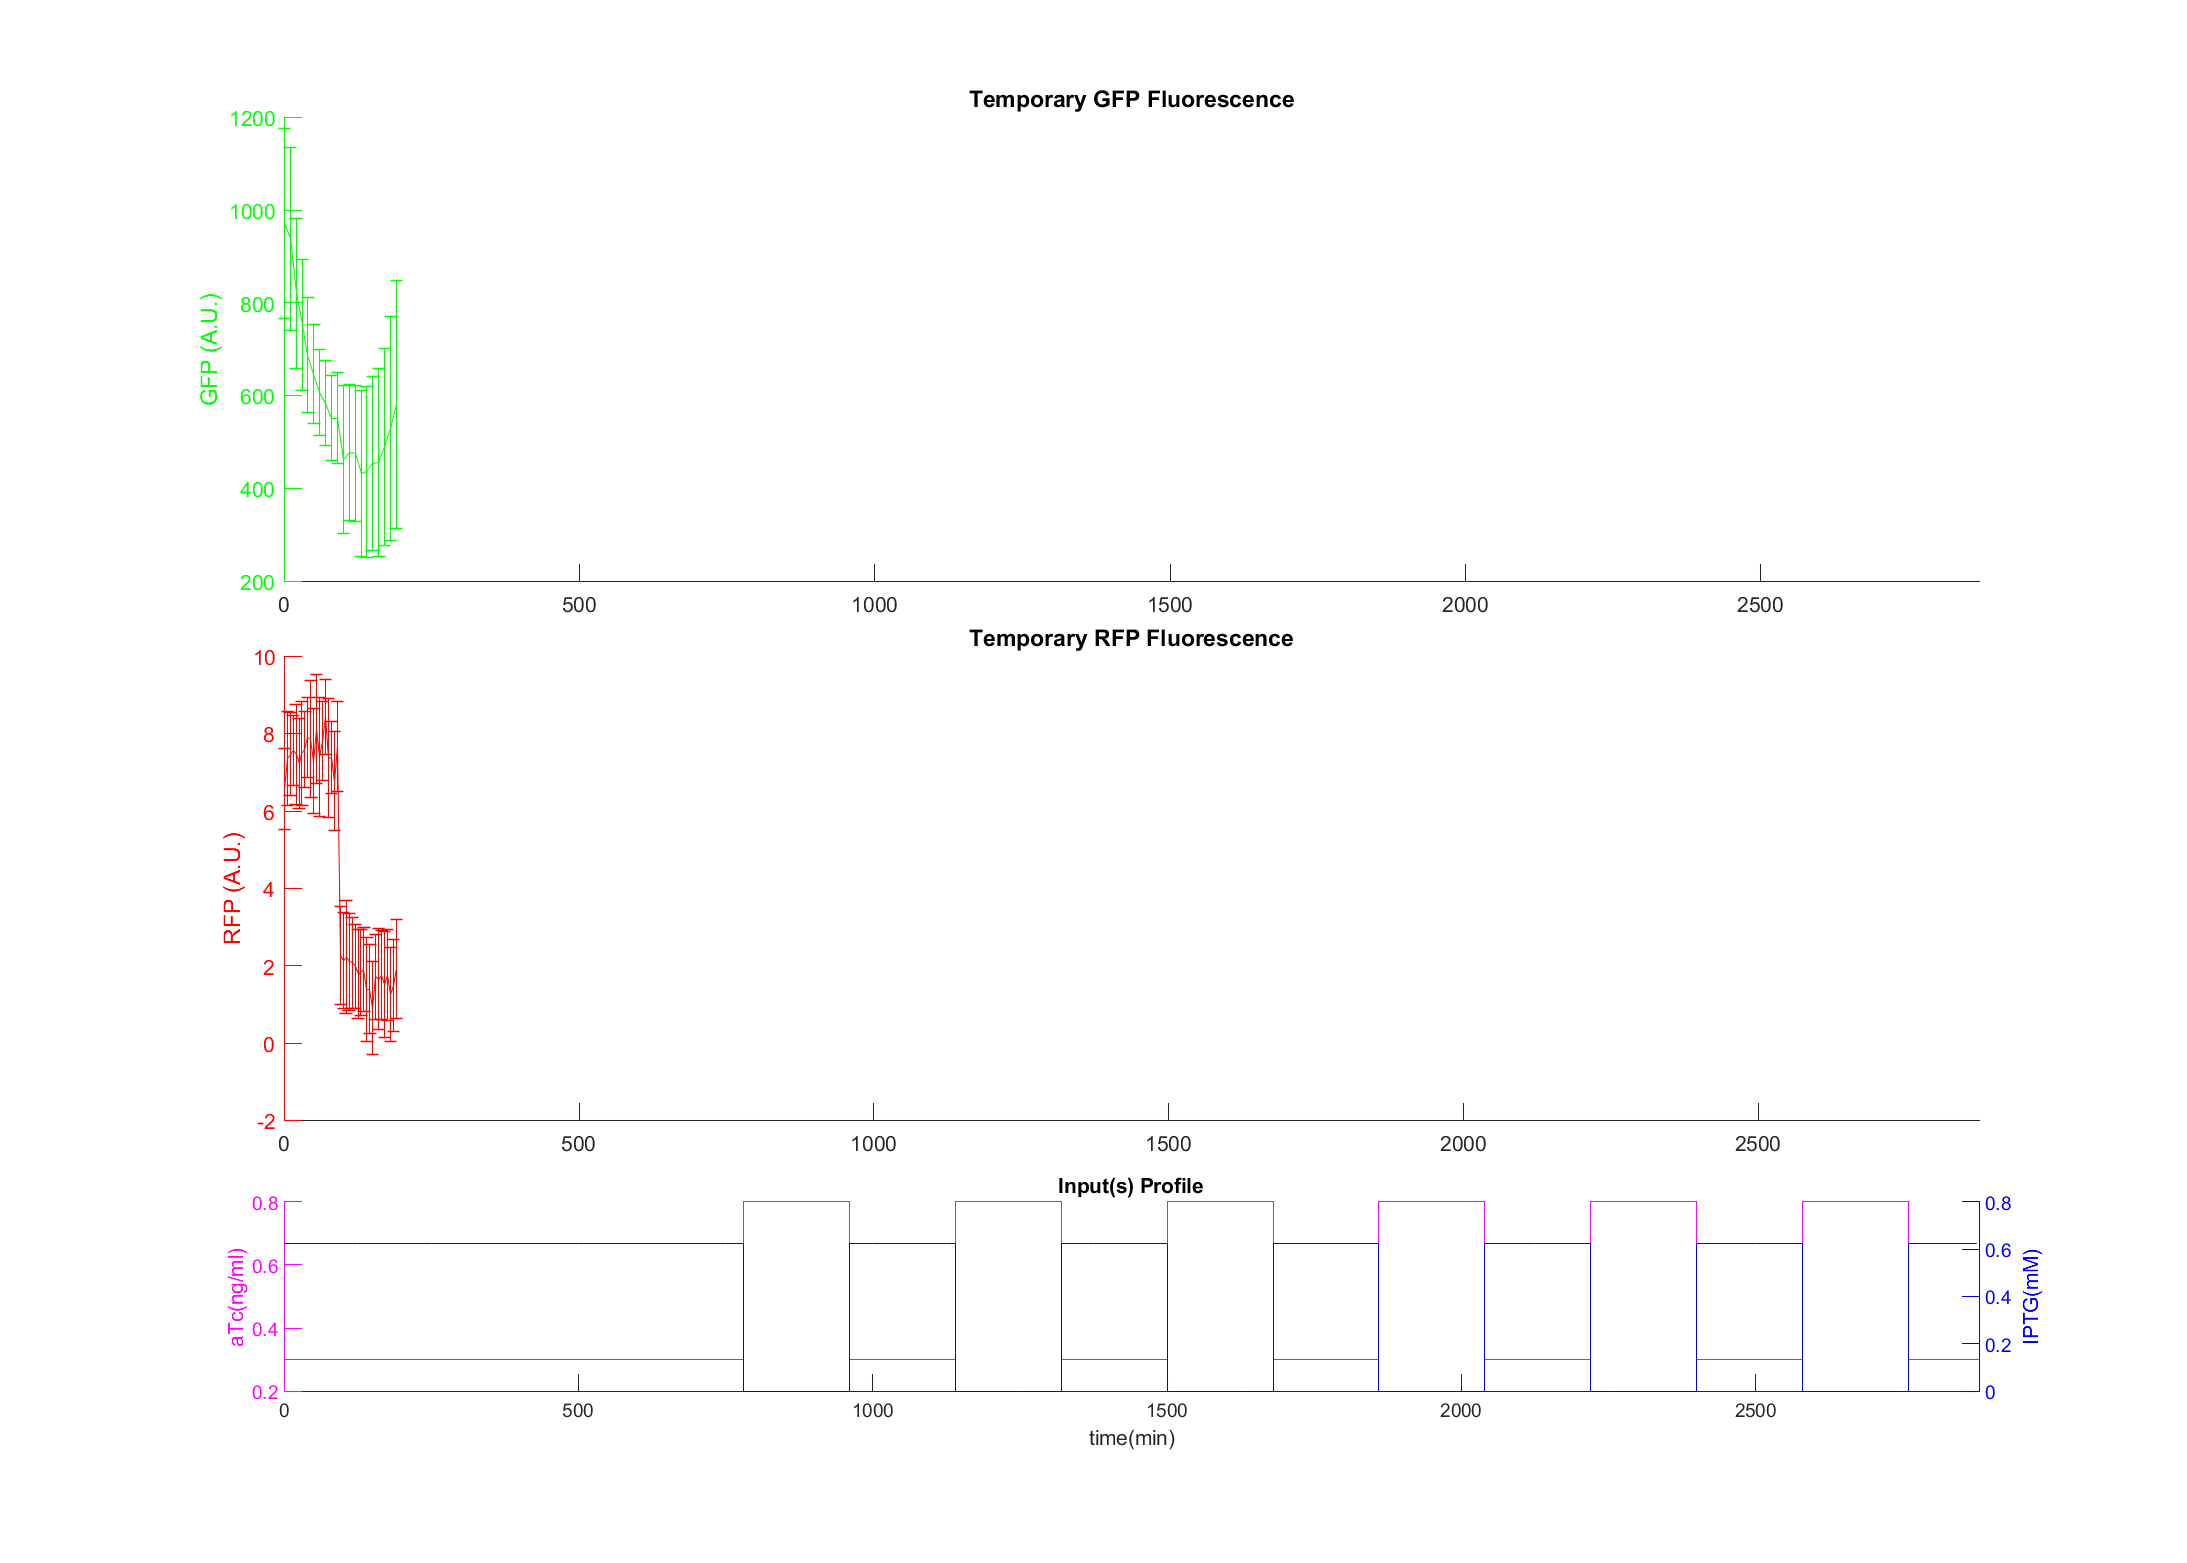 Temporary GFP Fluorescence
1200
1000
800
600
400
200
GFP (A.U.)
0 500 1000 1500 2000 2500
Temporary RFP Fluorescence
10
8
6
4
2
0
-2
RFP (A.U.)
0 500 1000 1500 2000 2500
Input(s) Profile
0.8
0.6
0.4
0.2
aTc(ng/ml)
0.8
0.6
0.4
0.2
0
IPTG(mM)
0 500 1000 1500 2000 2500
time(min)